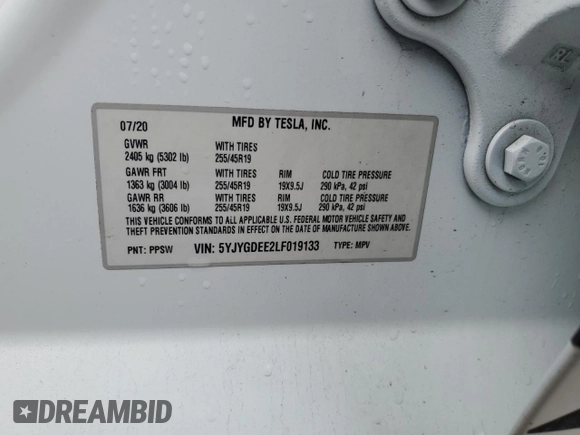 07/20 MFD BY TESLA, INC.
GVWR WITH TIRES
2405 kg (5302 lb) 255/45R19
GAWR FRT WITH TIRES RIM COLD TIRE PRESSURE
1363 kg (3004 lb) 255/45R19 19X9.5J 290 kPa, 42 psi
GAWR RR WITH TIRES RIM COLD TIRE PRESSURE
1636 kg (3606 lb) 255/45R19 19X9.5J 290 kPa, 42 psi
THIS VEHICLE CONFORMS TO ALL APPLICABLE U.S. FEDERAL MOTOR VEHICLE SAFETY AND
THEFT PREVENTION STANDARDS IN EFFECT ON THE DATE OF MANUFACTURE SHOWN ABOVE.
PNT: PPSW VIN: 5YJYGDEE2LF019133 TYPE: MPV
DREAMBID